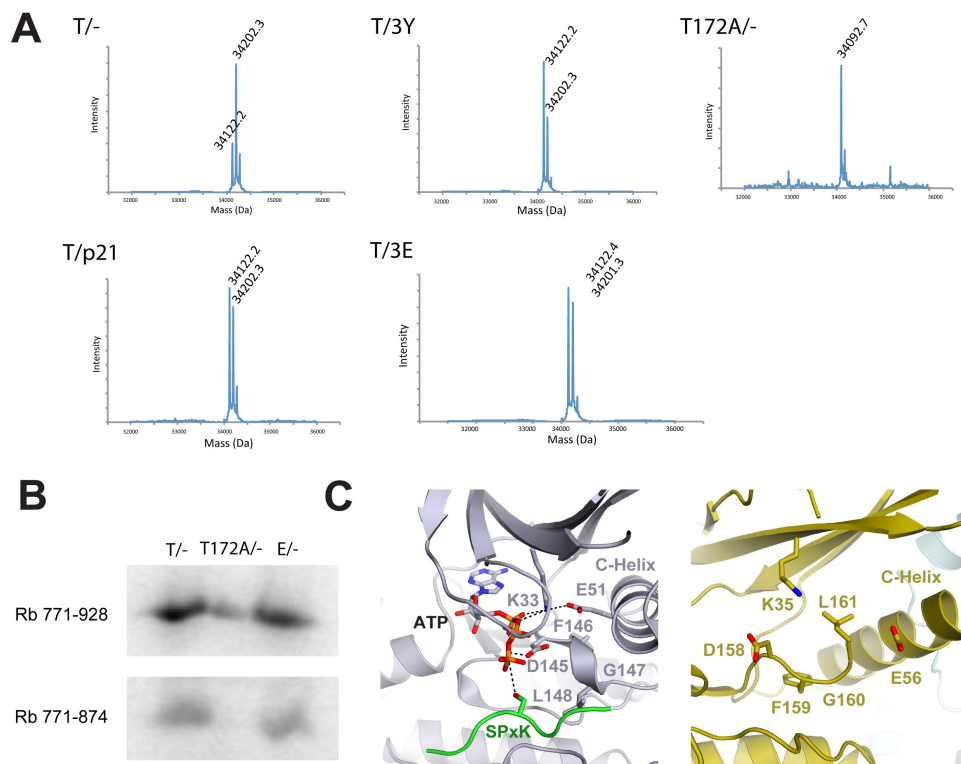 A
T/-
34202.3
34122.2
Intensity
32000
33000
34000
35000
36000
Mass (Da)
T/3Y
34122.2
34202.3
Intensity
32000
33000
34000
35000
36000
Mass (Da)
T172A/-
34092.7
Intensity
32000
33000
34000
35000
36000
Mass (Da)
T/p21
34122.2
34202.3
Intensity
32000
33000
34000
35000
36000
Mass (Da)
T/3E
34122.4
34201.3
Intensity
32000
33000
34000
35000
36000
Mass (Da)
B
T/- T172A/- E/-
Rb 771-928
Rb 771-874
C
C-Helix
K33
E51
ATP
F146
D145
G147
L148
SPxK
C-Helix
K35
L161
D158
E56
G160
F159